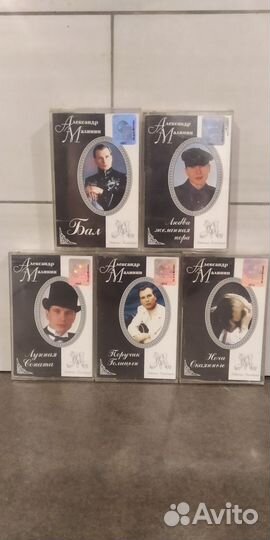 Александр
Малинин
Бал
Александр
Малинин
Любви
желанная
пора
Александр
Малинин
Лунная
Соната
Александр
Малинин
Поручик
Голицын
Александр
Малинин
Ночи
Окаянные
Avito